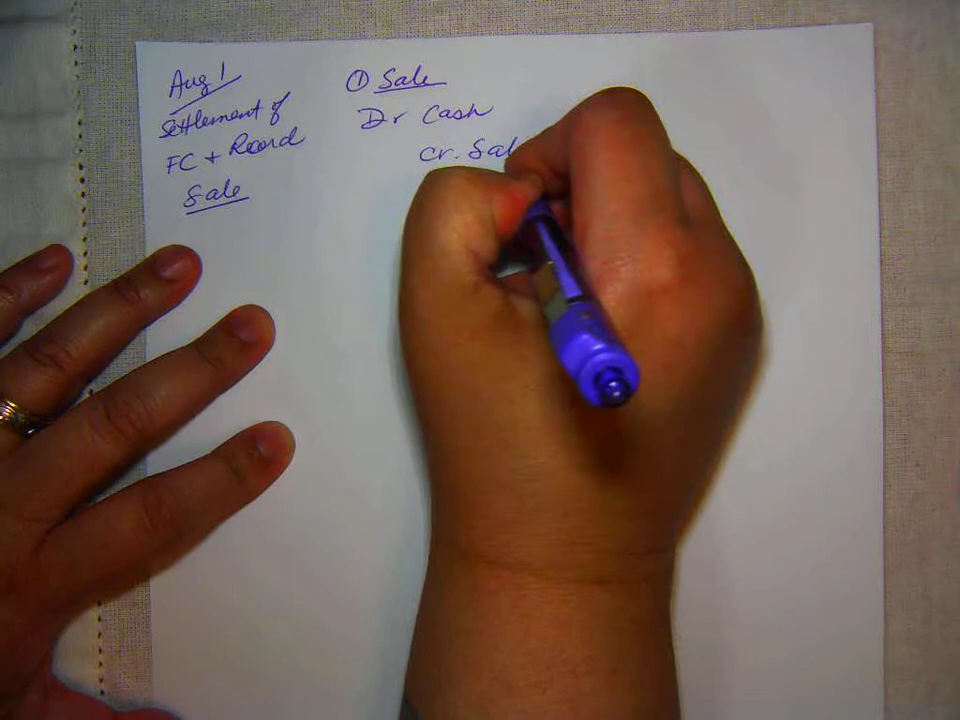 Aug 1
Settlement of
FC + Record
Sale
① Sale
Dr Cash
cr. Sal